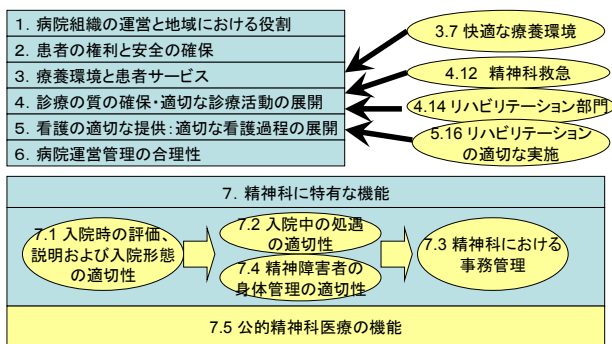 1. 病院組織の運営と地域における役割
2. 患者の権利と安全の確保
3. 療養環境と患者サービス
4. 診療の質の確保・適切な診療活動の展開
5. 看護の適切な提供:適切な看護過程の展開
6. 病院運営管理の合理性
3.7 快適な療養環境
4.12 精神科救急
4.14 リハビリテーション部門
5.16 リハビリテーション
の適切な実施
7. 精神科に特有な機能
7.1 入院時の評価、
説明および入院形態
の適切性
7.2 入院中の処遇
の適切性
7.4 精神障害者の
身体管理の適切性
7.3 精神科における
事務管理
7.5 公的精神科医療の機能